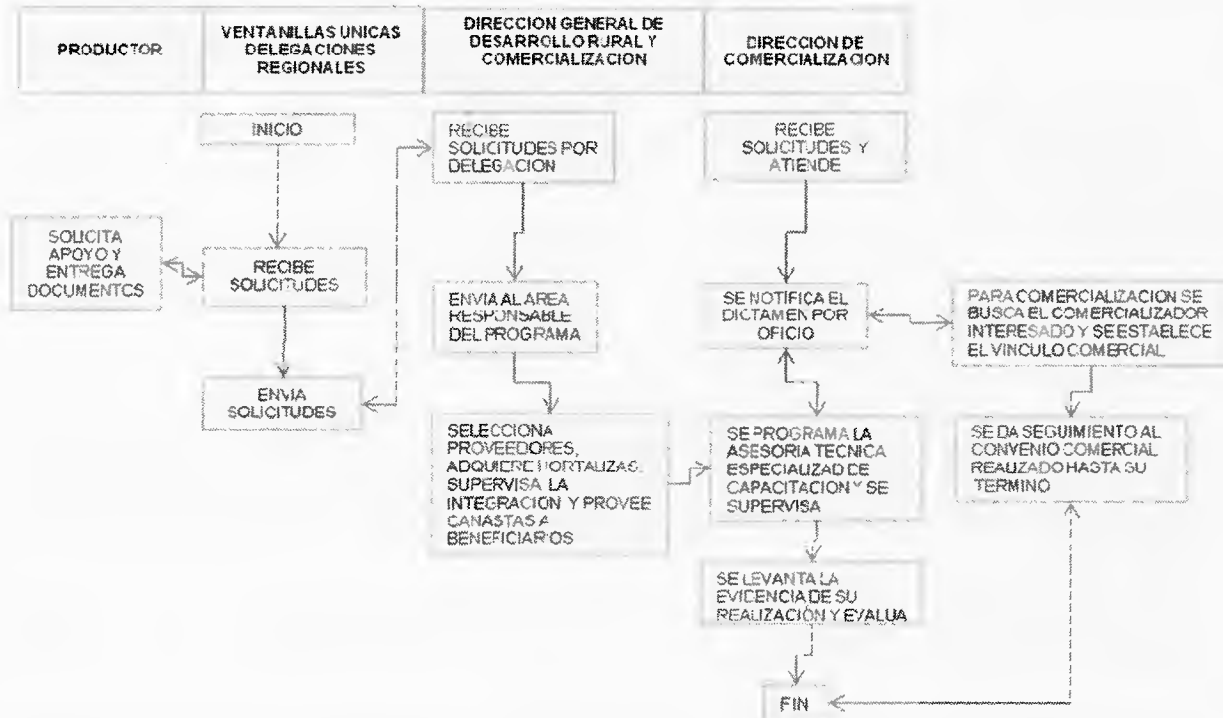 PRODUCTOR
VENTANILLAS UNICAS
DELEGACIONES
REGIONALES
DIRECCION GENERAL DE
DESARROLLO RURAL Y
COMERCIALIZACION
DIRECCION DE
COMERCIALIZACION
INICIO
RECIBE
SOLICITUDES POR
DELEGACION
RECIBE
SOLICITUDES Y
ATIENDE
SOLICITA
APOYO Y
ENTREGA
DOCUMENTOS
RECIBE
SOLICITUDES
ENVIA AL AREA
RESPONSABLE
DEL PROGRAMA
SE NOTIFICA EL
DICTAMEN POR
OFICIO
PARA COMERCIALIZACION SE
BUSCA EL COMERCIALIZADOR
INTERESADO Y SE ESTAELECE
EL VINCULO COMERCIAL
ENVIA
SOLICITUDES
SELECCIONA
PROVEEDORES,
ADQUIERE HORTALIZAS,
SUPERVISA LA
INTEGRACION Y PROVEE
CANASTAS A
BENEFICIARIOS
SE PROGRAMA LA
ASESORIA TECNICA
ESPECIALIZAD DE
CAPACITACION Y SE
SUPERVISA
SE DA SEGUIMIENTO AL
CONVENIO COMERCIAL
REALIZADO HASTA SU
TERMINO
SE LEVANTA LA
EVIDENCIA DE SU
REALIZACIÓN Y EVALUA
FIN